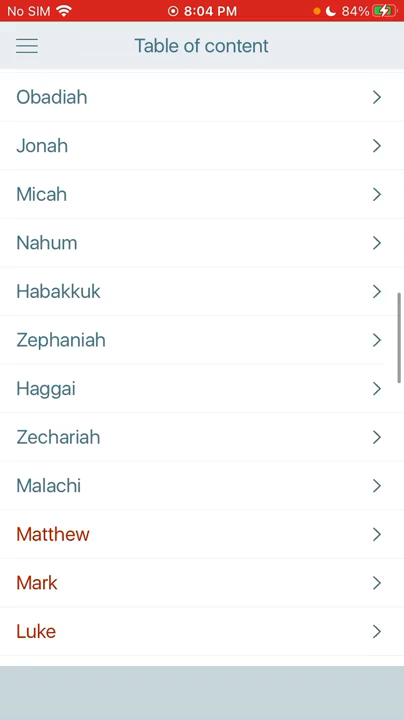 No SIM 8:04 PM 84%
Table of content
Obadiah
Jonah
Micah
Nahum
Habakkuk
Zephaniah
Haggai
Zechariah
Malachi
Matthew
Mark
Luke